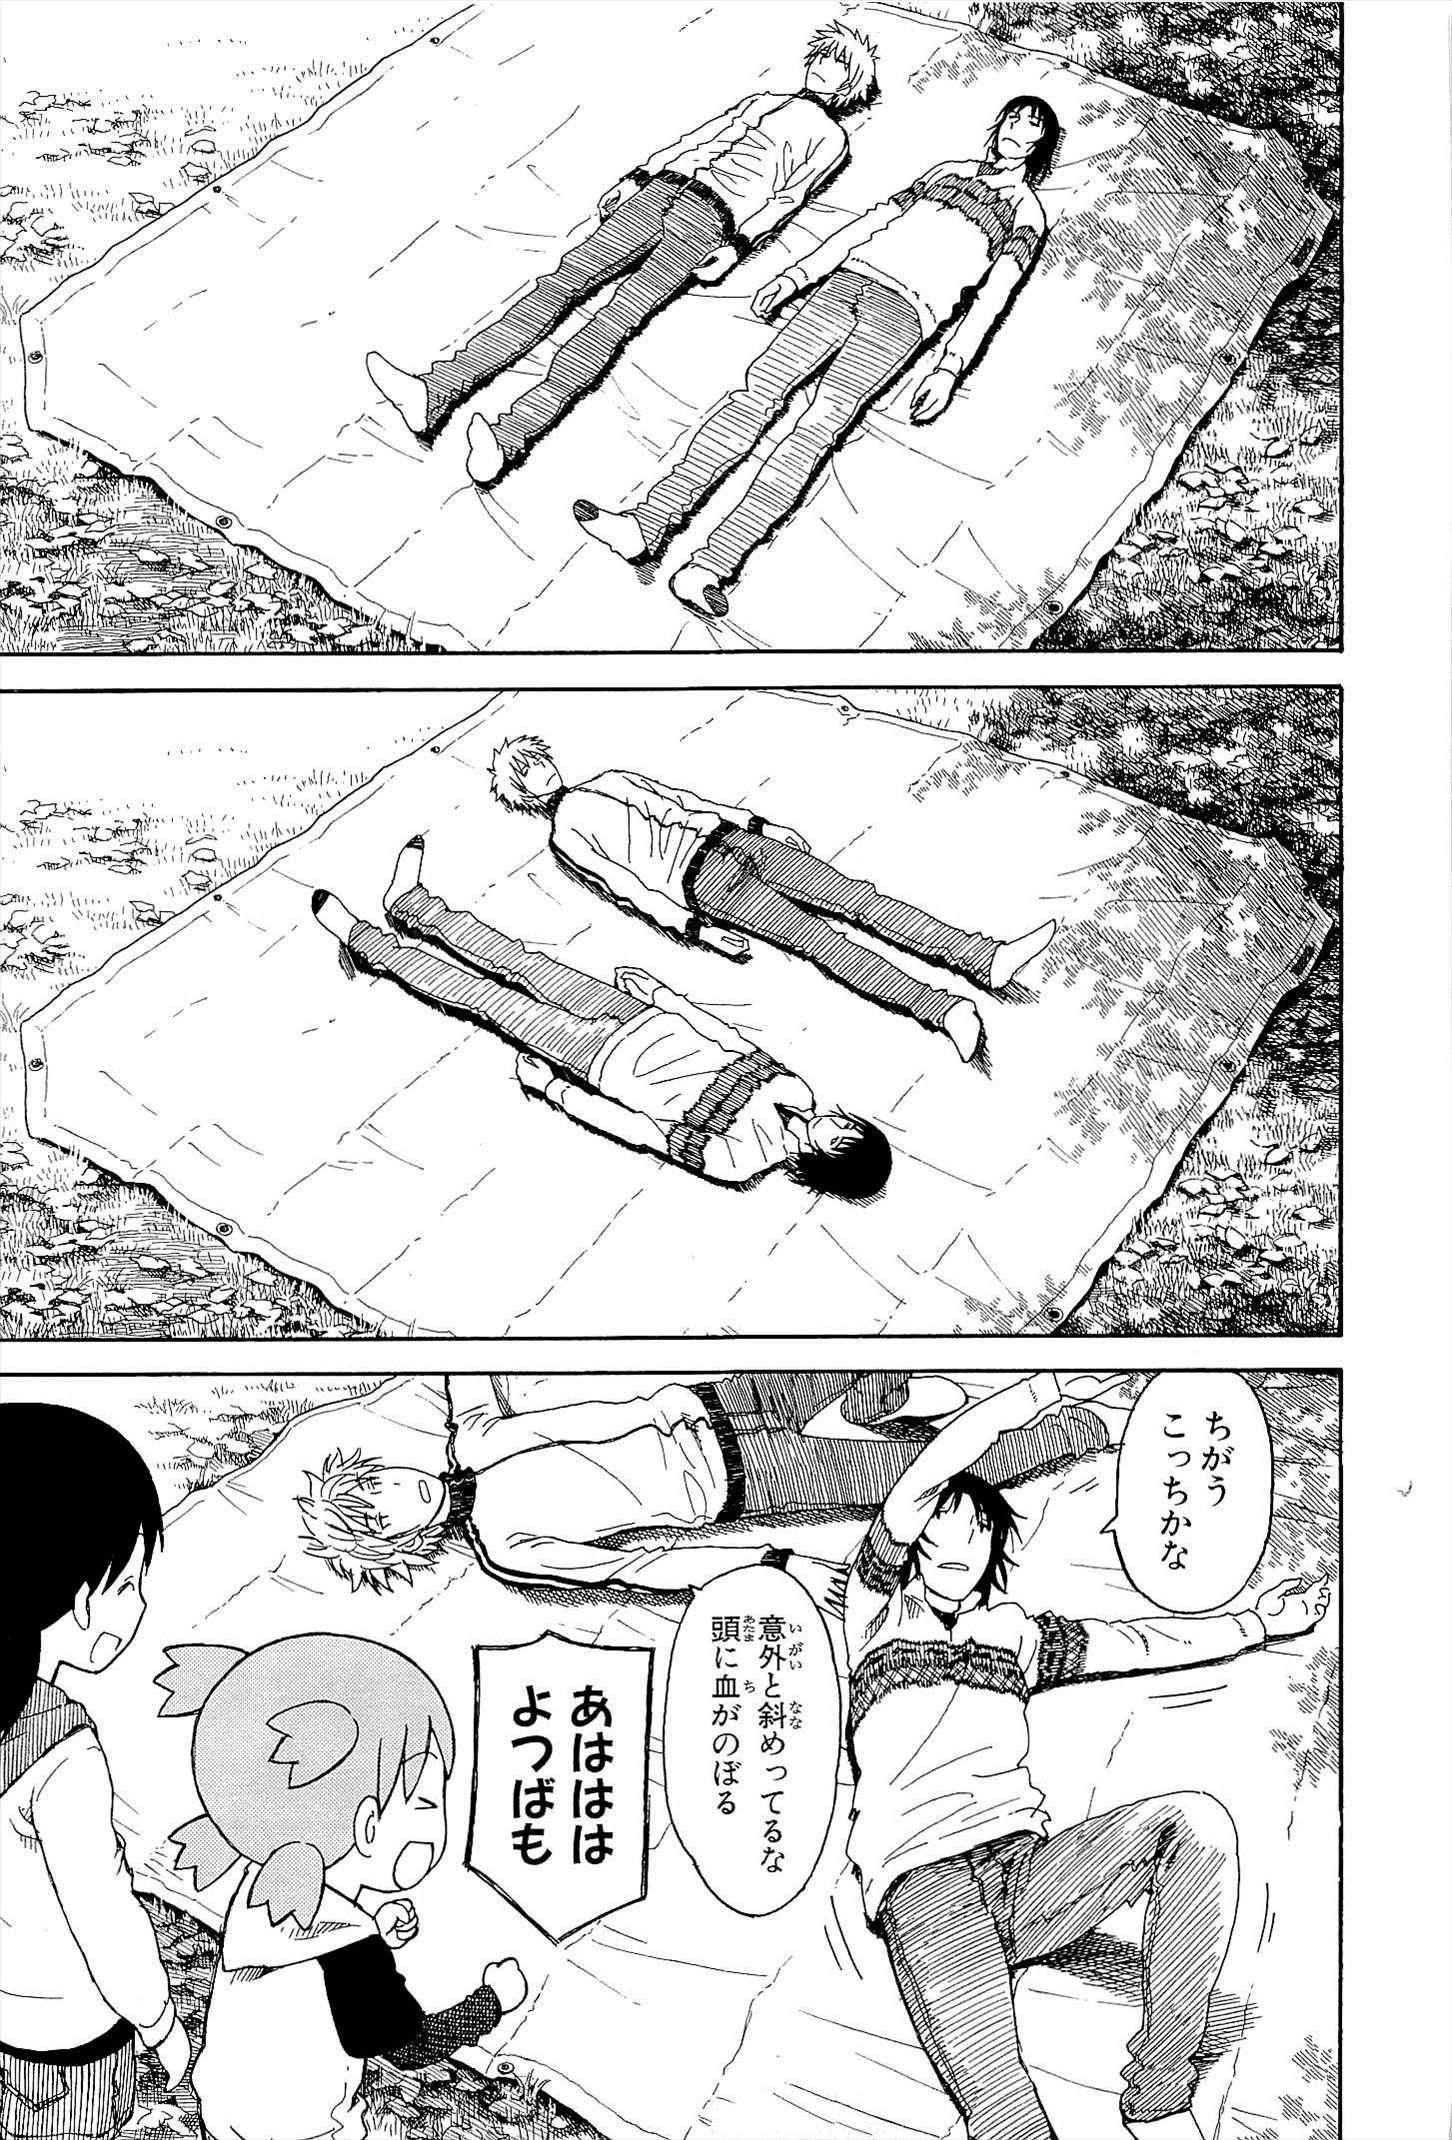 ちがう
こっちかな
意外と斜めってるな
頭に血がのぼる
あははは
よつばも